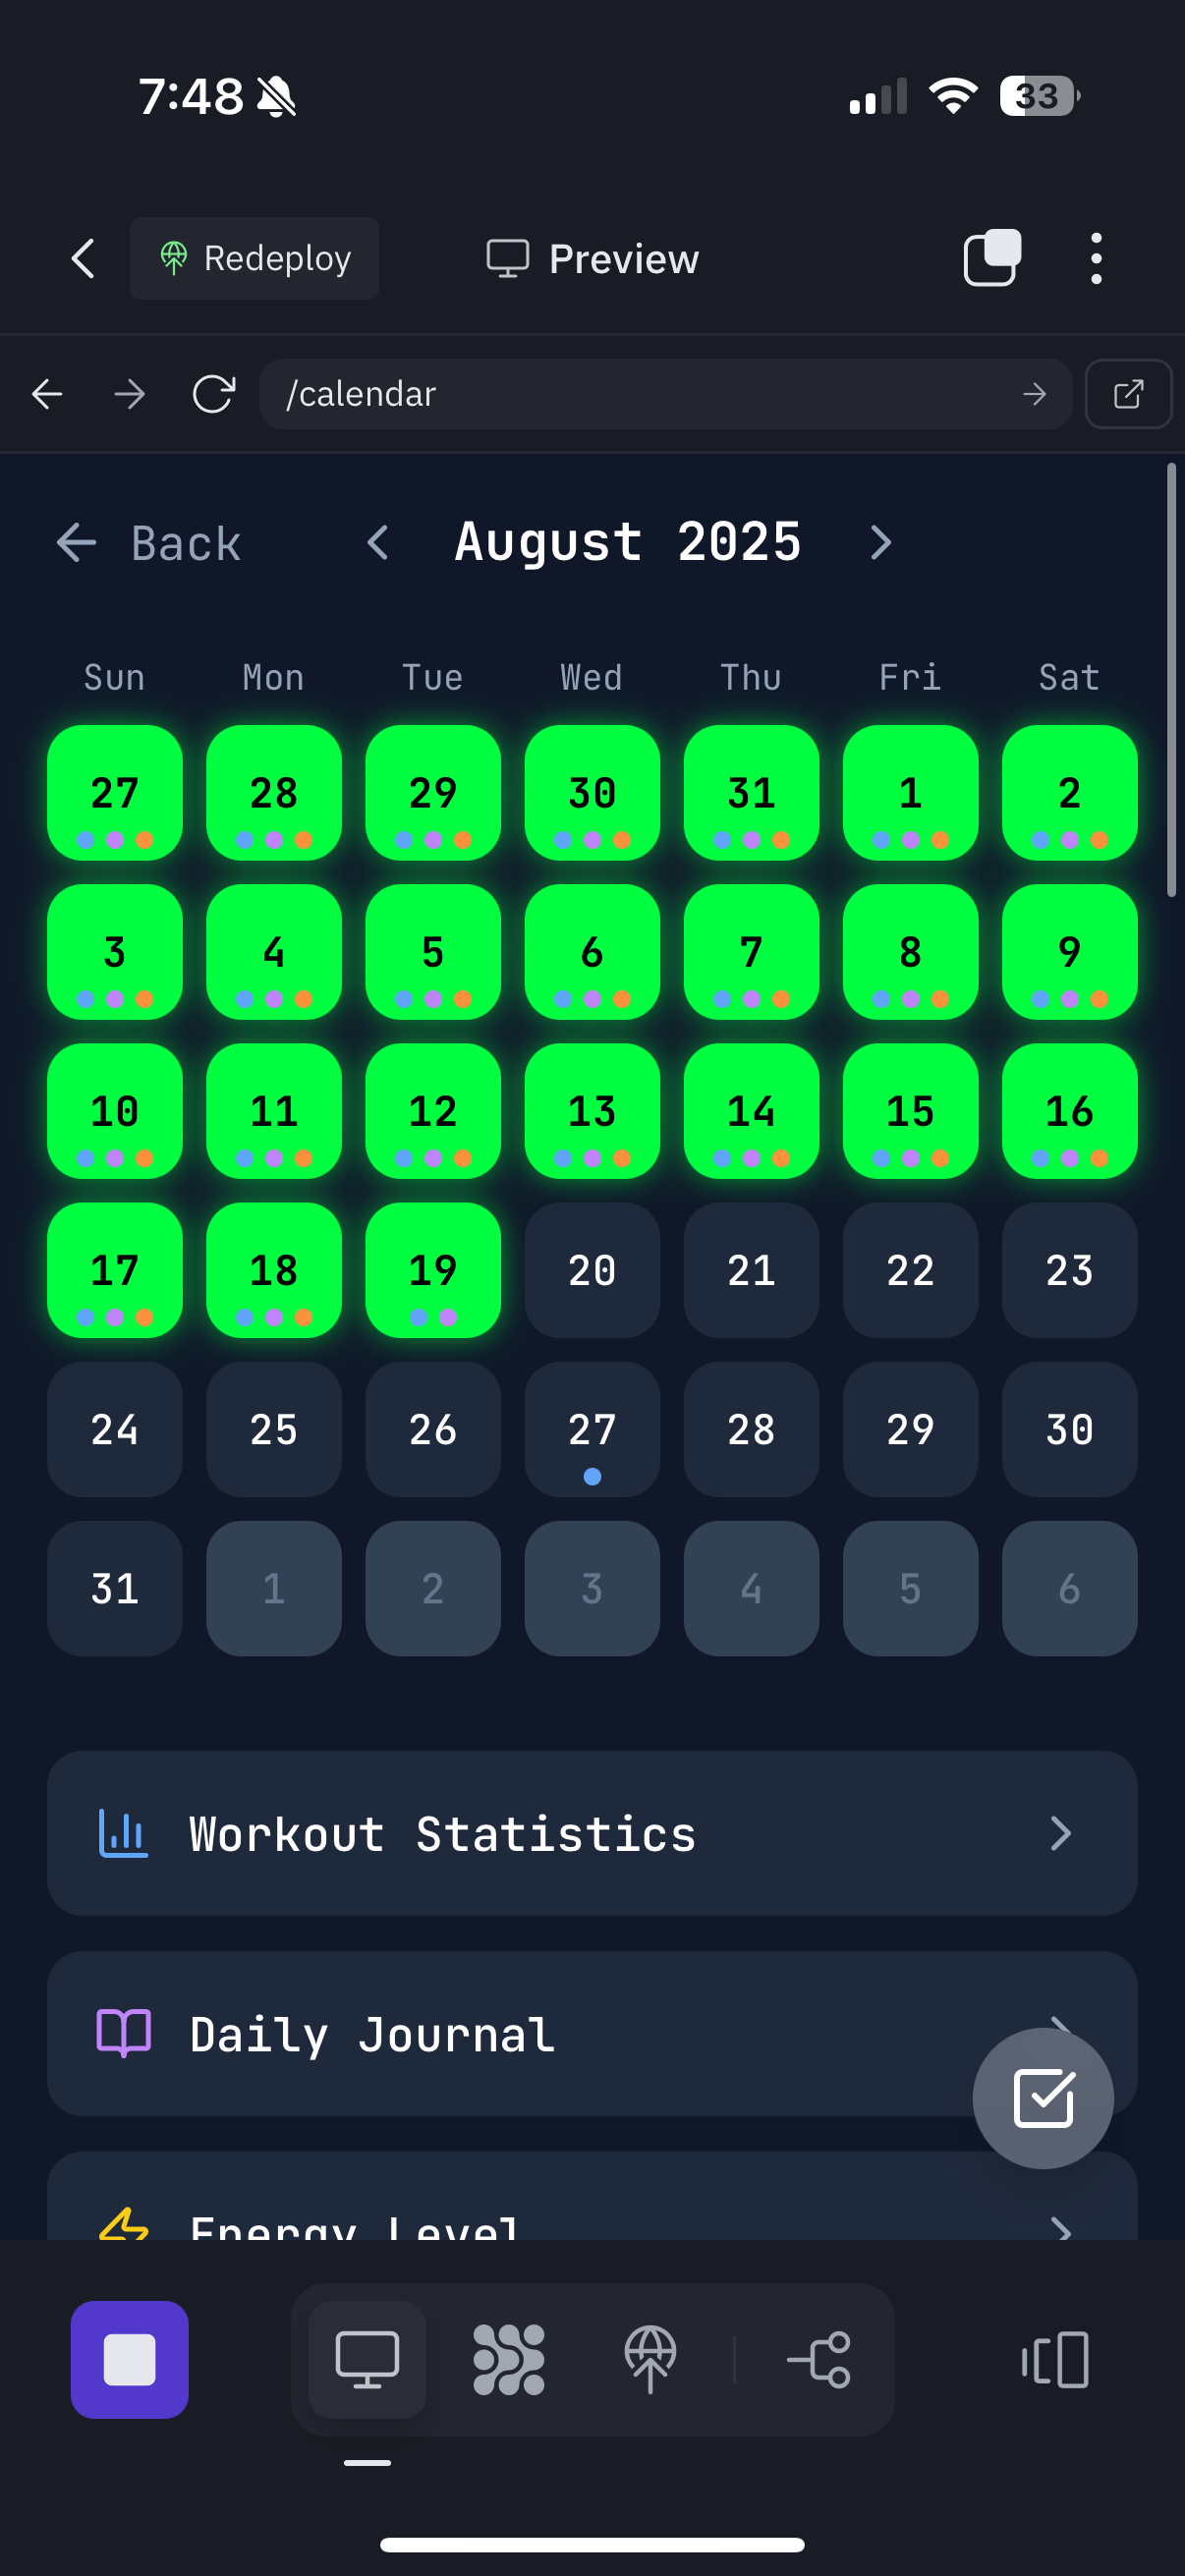 7:48
33
Redeploy
Preview
/calendar
Back
August 2025
Sun Mon Tue Wed Thu Fri Sat
27 28 29 30 31 1 2
3 4 5 6 7 8 9
10 11 12 13 14 15 16
17 18 19 20 21 22 23
24 25 26 27 28 29 30
31 1 2 3 4 5 6
Workout Statistics
Daily Journal
Energy Level